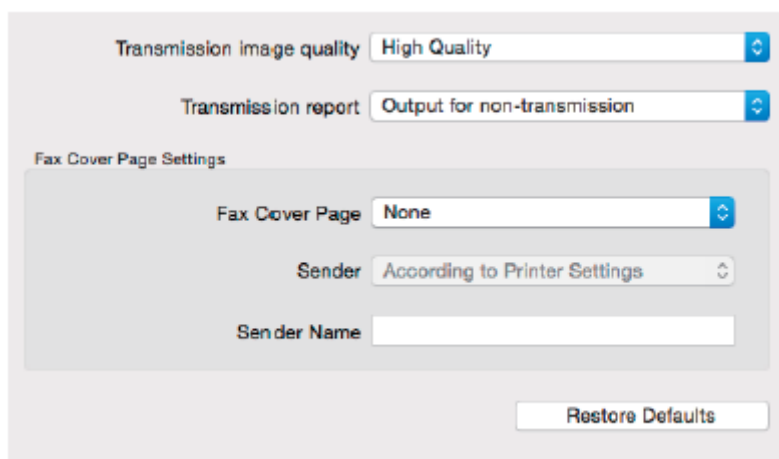 Transmission image quality High Quality
Transmission report Output for non-transmission
Fax Cover Page Settings
Fax Cover Page None
Sender According to Printer Settings
Sender Name
Restore Defaults